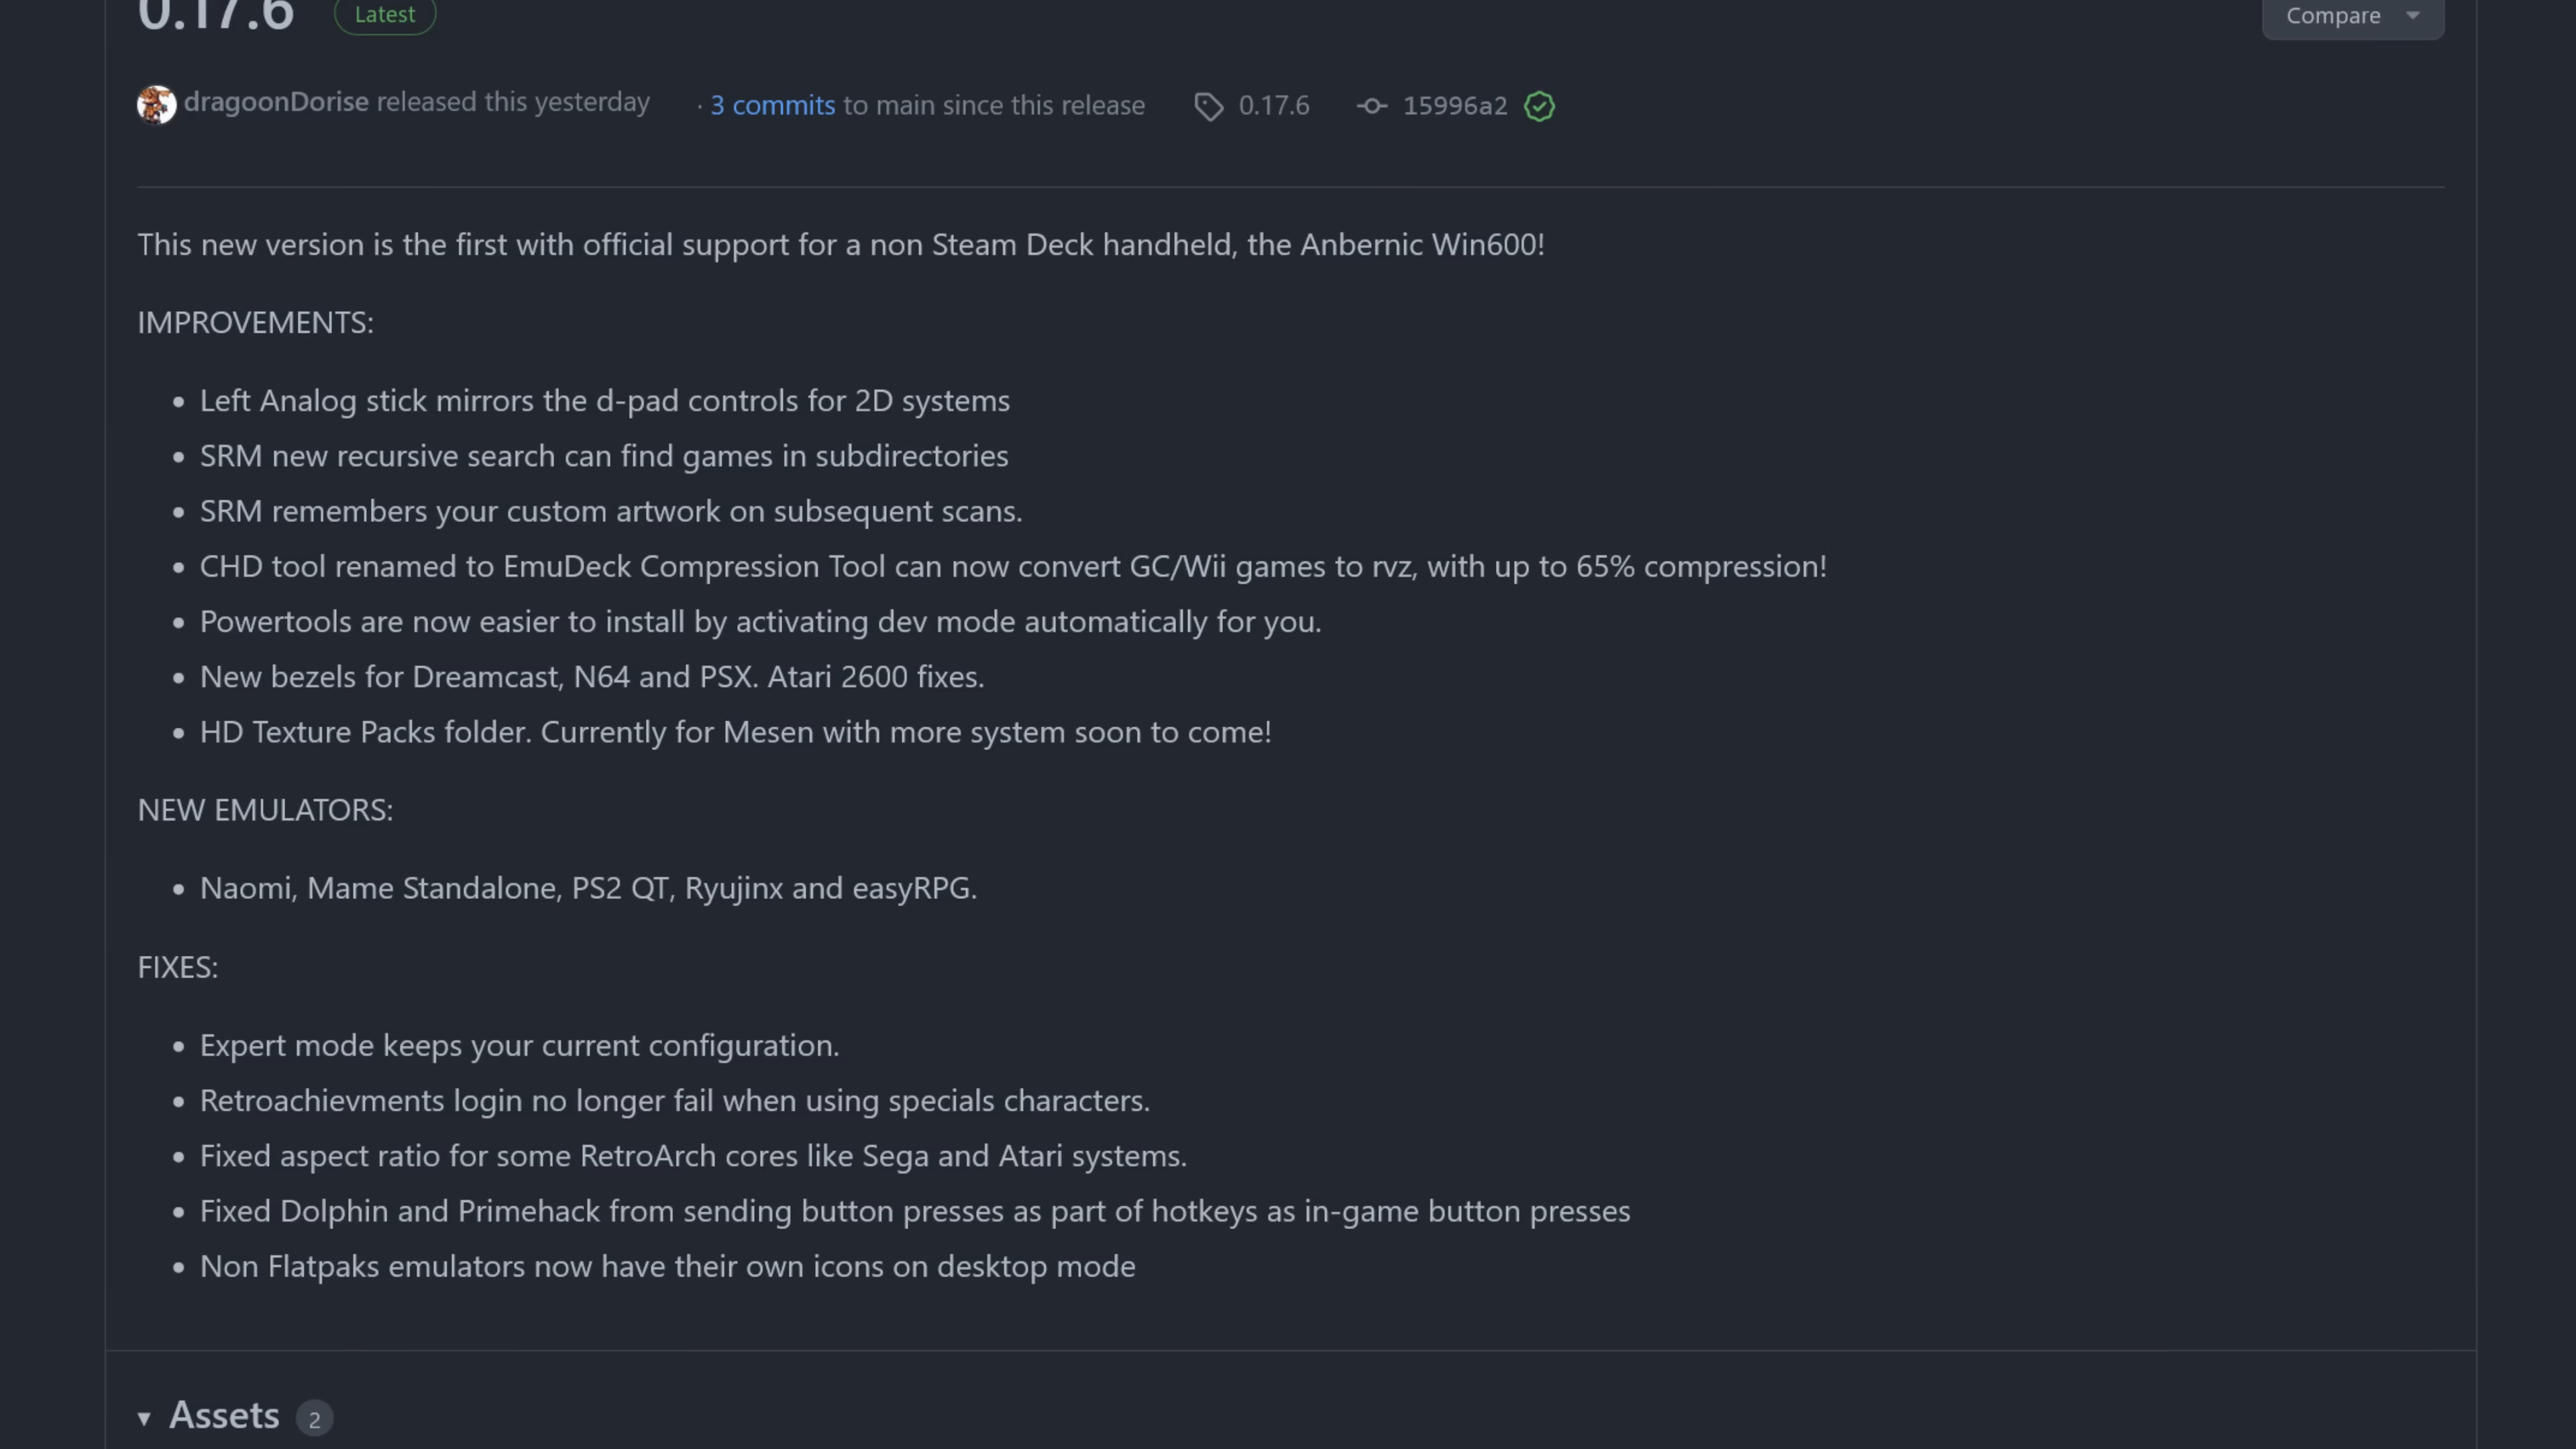 0.17.6 Latest Compare
dragoonDorise released this yesterday · 3 commits to main since this release 0.17.6 15996a2
This new version is the first with official support for a non Steam Deck handheld, the Anbernic Win600!
IMPROVEMENTS:
• Left Analog stick mirrors the d-pad controls for 2D systems
• SRM new recursive search can find games in subdirectories
• SRM remembers your custom artwork on subsequent scans.
• CHD tool renamed to EmuDeck Compression Tool can now convert GC/Wii games to rvz, with up to 65% compression!
• Powertools are now easier to install by activating dev mode automatically for you.
• New bezels for Dreamcast, N64 and PSX. Atari 2600 fixes.
• HD Texture Packs folder. Currently for Mesen with more system soon to come!
NEW EMULATORS:
• Naomi, Mame Standalone, PS2 QT, Ryujinx and easyRPG.
FIXES:
• Expert mode keeps your current configuration.
• Retroachievments login no longer fail when using specials characters.
• Fixed aspect ratio for some RetroArch cores like Sega and Atari systems.
• Fixed Dolphin and Primehack from sending button presses as part of hotkeys as in-game button presses
• Non Flatpaks emulators now have their own icons on desktop mode
Assets 2